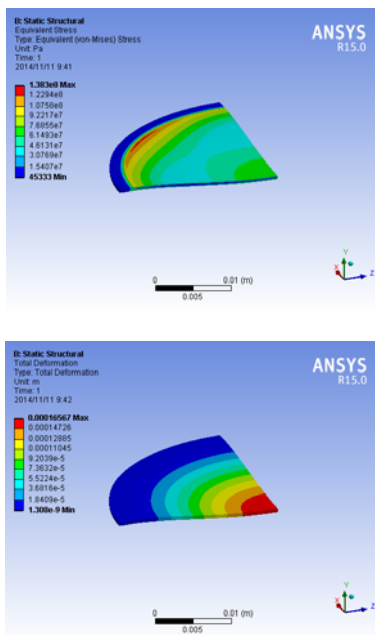 B: Static Structural
Equivalent Stress
Type: Equivalent (von-Mises) Stress
Unit: Pa
Time: 1
2014/11/11 9:41
ANSYS
R15.0
1.383e8 Max
1.2294e8
1.0758e8
9.2217e7
7.6855e7
6.1493e7
4.6131e7
3.0769e7
1.5407e7
45333 Min
0
0.01 (m)
0.005
Y
X
Z
B: Static Structural
Total Deformation
Type: Total Deformation
Unit: m
Time: 1
2014/11/11 9:42
ANSYS
R15.0
0.00016567 Max
0.00014726
0.00012885
0.00011045
9.2039e-5
7.3632e-5
5.5224e-5
3.6816e-5
1.8409e-5
1.308e-9 Min
0
0.01 (m)
0.005
Y
X
Z